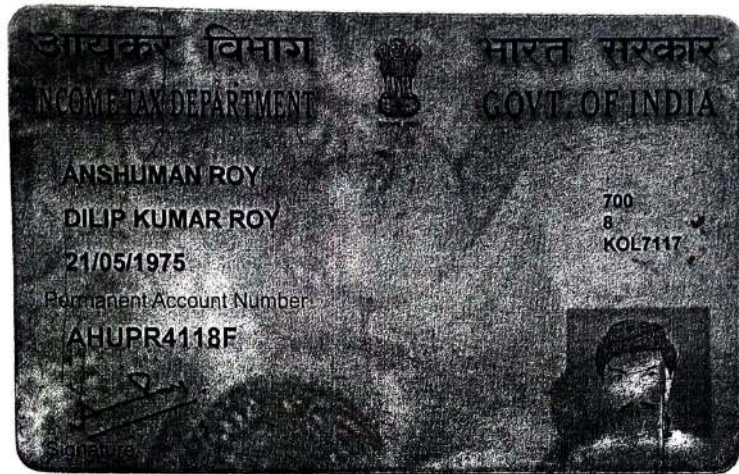 आयकर विभाग
INCOME TAX DEPARTMENT
भारत सरकार
GOVT. OF INDIA
ANSHUMAN ROY
DILIP KUMAR ROY
21/05/1975
700
8
KOL7117
Permanent Account Number
AHUPR4118F
Signature